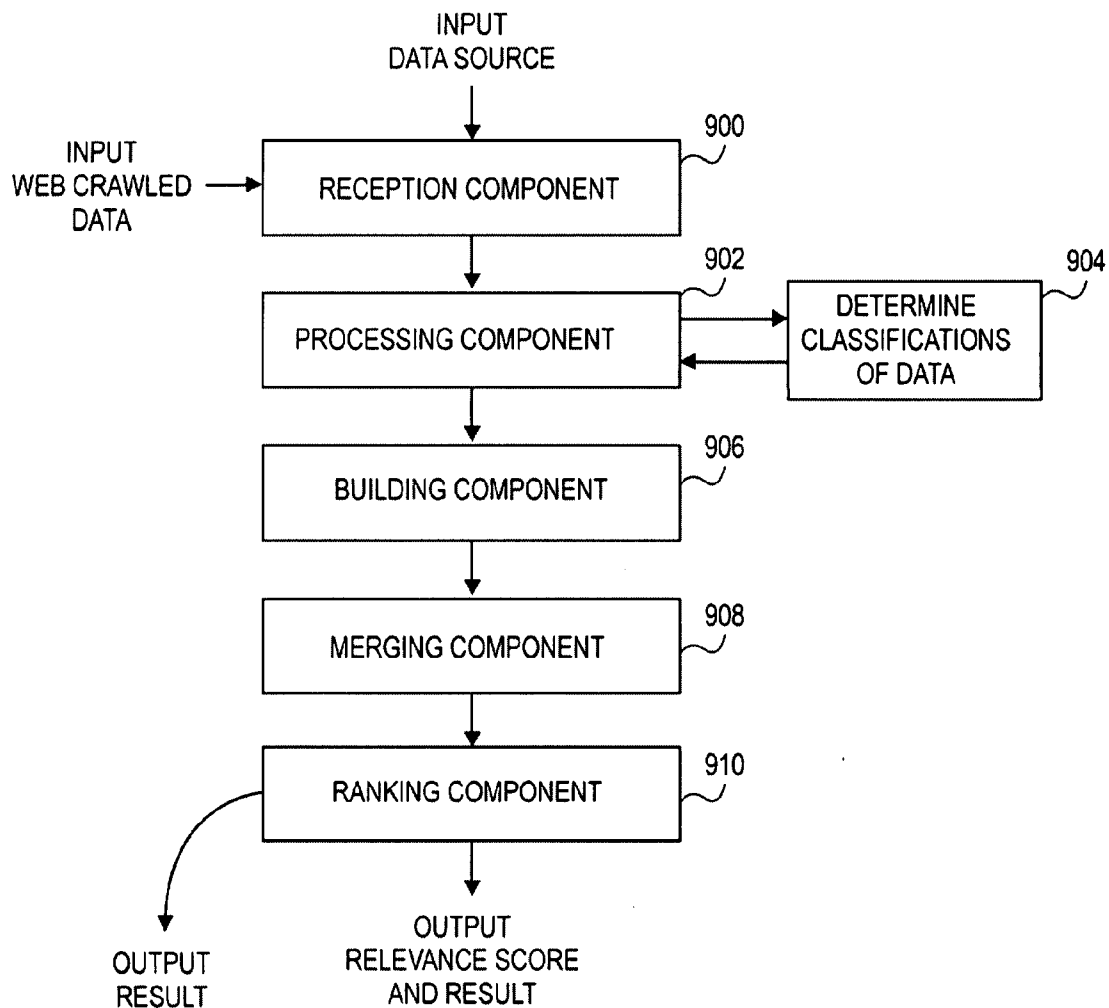 INPUT
DATA SOURCE
900
INPUT
WEB CRAWLED
DATA
RECEPTION COMPONENT
902
904
PROCESSING COMPONENT
DETERMINE
CLASSIFICATIONS
OF DATA
906
BUILDING COMPONENT
908
MERGING COMPONENT
910
RANKING COMPONENT
OUTPUT
RESULT
OUTPUT
RELEVANCE SCORE
AND RESULT